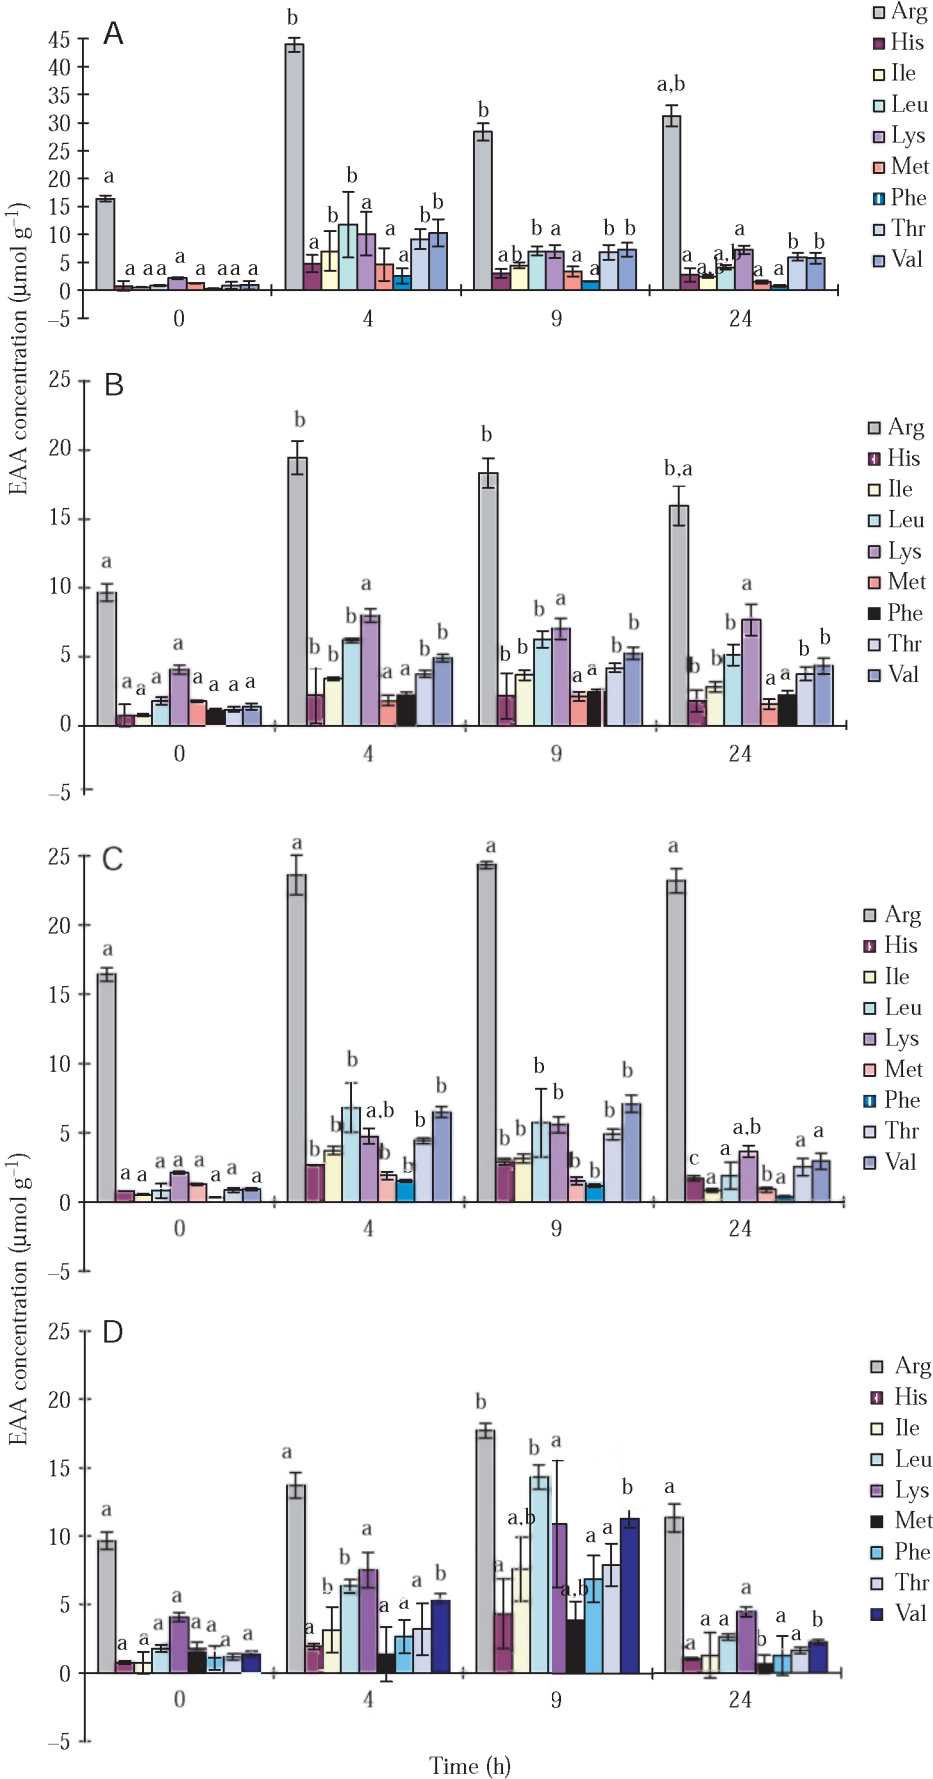 A
EAA concentration (µmol g–1)
45
40
35
30
25
20
15
10
5
0
–5
a
a
a a
a
a
a a a
b
a
b
b
a
a
a
b b
b
a
b
b
a
a
a
b b
a,b
a
a,b
a,b
a
a
a
b b
0 4 9 24
Arg
His
Ile
Leu
Lys
Met
Phe
Thr
Val
B
25
20
15
10
5
0
–5
a
a a a a a a a a
b
b b b a a a b b
b
b b b a a a b b
b,a
b b b a a a b b
0 4 9 24
Arg
His
Ile
Leu
Lys
Met
Phe
Thr
Val
C
EAA concentration (µmol g–1)
25
20
15
10
5
0
–5
a
a a a a a a a
a
b b b a,b b b b b
a
b b b b b b b b
a
c a a a,b b a a a
0 4 9 24
Arg
His
Ile
Leu
Lys
Met
Phe
Thr
Val
D
25
20
15
10
5
0
–5
a
a a a a a a a a
a
a b b a a a a b
b
a a,b b a a,b a a b
a
a a a a b a a b
0 4 9 24
Arg
His
Ile
Leu
Lys
Met
Phe
Thr
Val
Time (h)